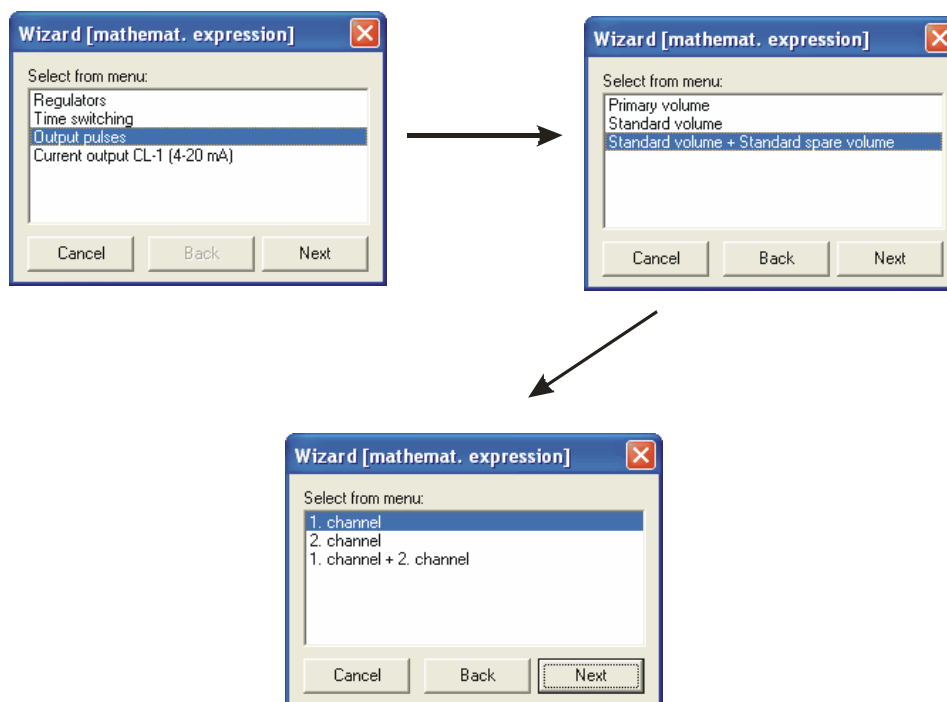 Wizard [mathemat. expression]
Select from menu:
Regulators
Time switching
Output pulses
Current output CL-1 (4-20 mA)
Cancel
Back
Next
Wizard [mathemat. expression]
Select from menu:
Primary volume
Standard volume
Standard volume + Standard spare volume
Cancel
Back
Next
Wizard [mathemat. expression]
Select from menu:
1. channel
2. channel
1. channel + 2. channel
Cancel
Back
Next